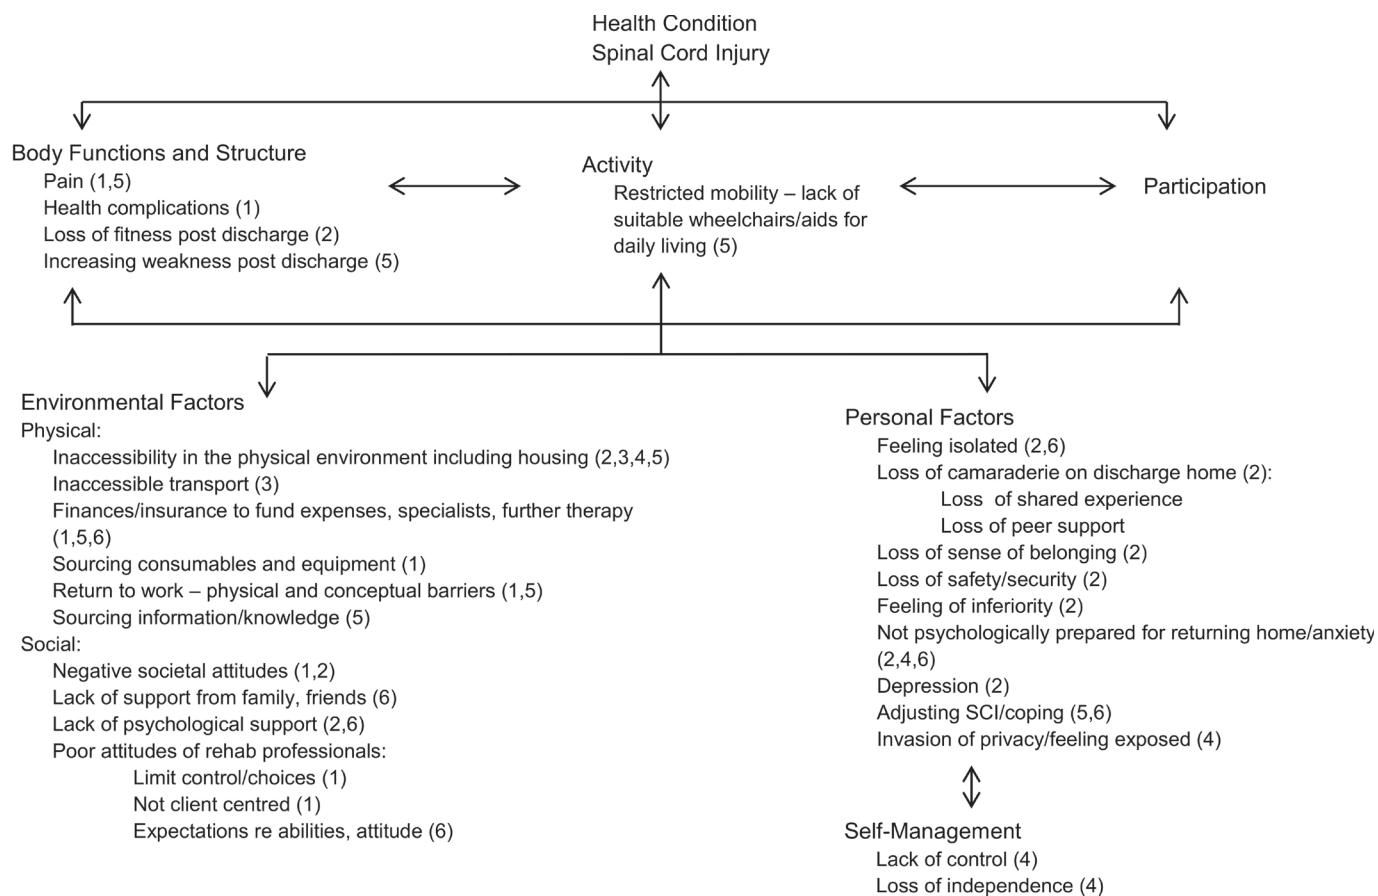 Health Condition
Spinal Cord Injury
Body Functions and Structure
Pain (1,5)
Health complications (1)
Loss of fitness post discharge (2)
Increasing weakness post discharge (5)
Activity
Restricted mobility – lack of
suitable wheelchairs/aids for
daily living (5)
Participation
Environmental Factors
Physical:
Inaccessibility in the physical environment including housing (2,3,4,5)
Inaccessible transport (3)
Finances/insurance to fund expenses, specialists, further therapy
(1,5,6)
Sourcing consumables and equipment (1)
Return to work – physical and conceptual barriers (1,5)
Sourcing information/knowledge (5)
Social:
Negative societal attitudes (1,2)
Lack of support from family, friends (6)
Lack of psychological support (2,6)
Poor attitudes of rehab professionals:
Limit control/choices (1)
Not client centred (1)
Expectations re abilities, attitude (6)
Personal Factors
Feeling isolated (2,6)
Loss of camaraderie on discharge home (2):
Loss of shared experience
Loss of peer support
Loss of sense of belonging (2)
Loss of safety/security (2)
Feeling of inferiority (2)
Not psychologically prepared for returning home/anxiety
(2,4,6)
Depression (2)
Adjusting SCI/coping (5,6)
Invasion of privacy/feeling exposed (4)
Self-Management
Lack of control (4)
Loss of independence (4)